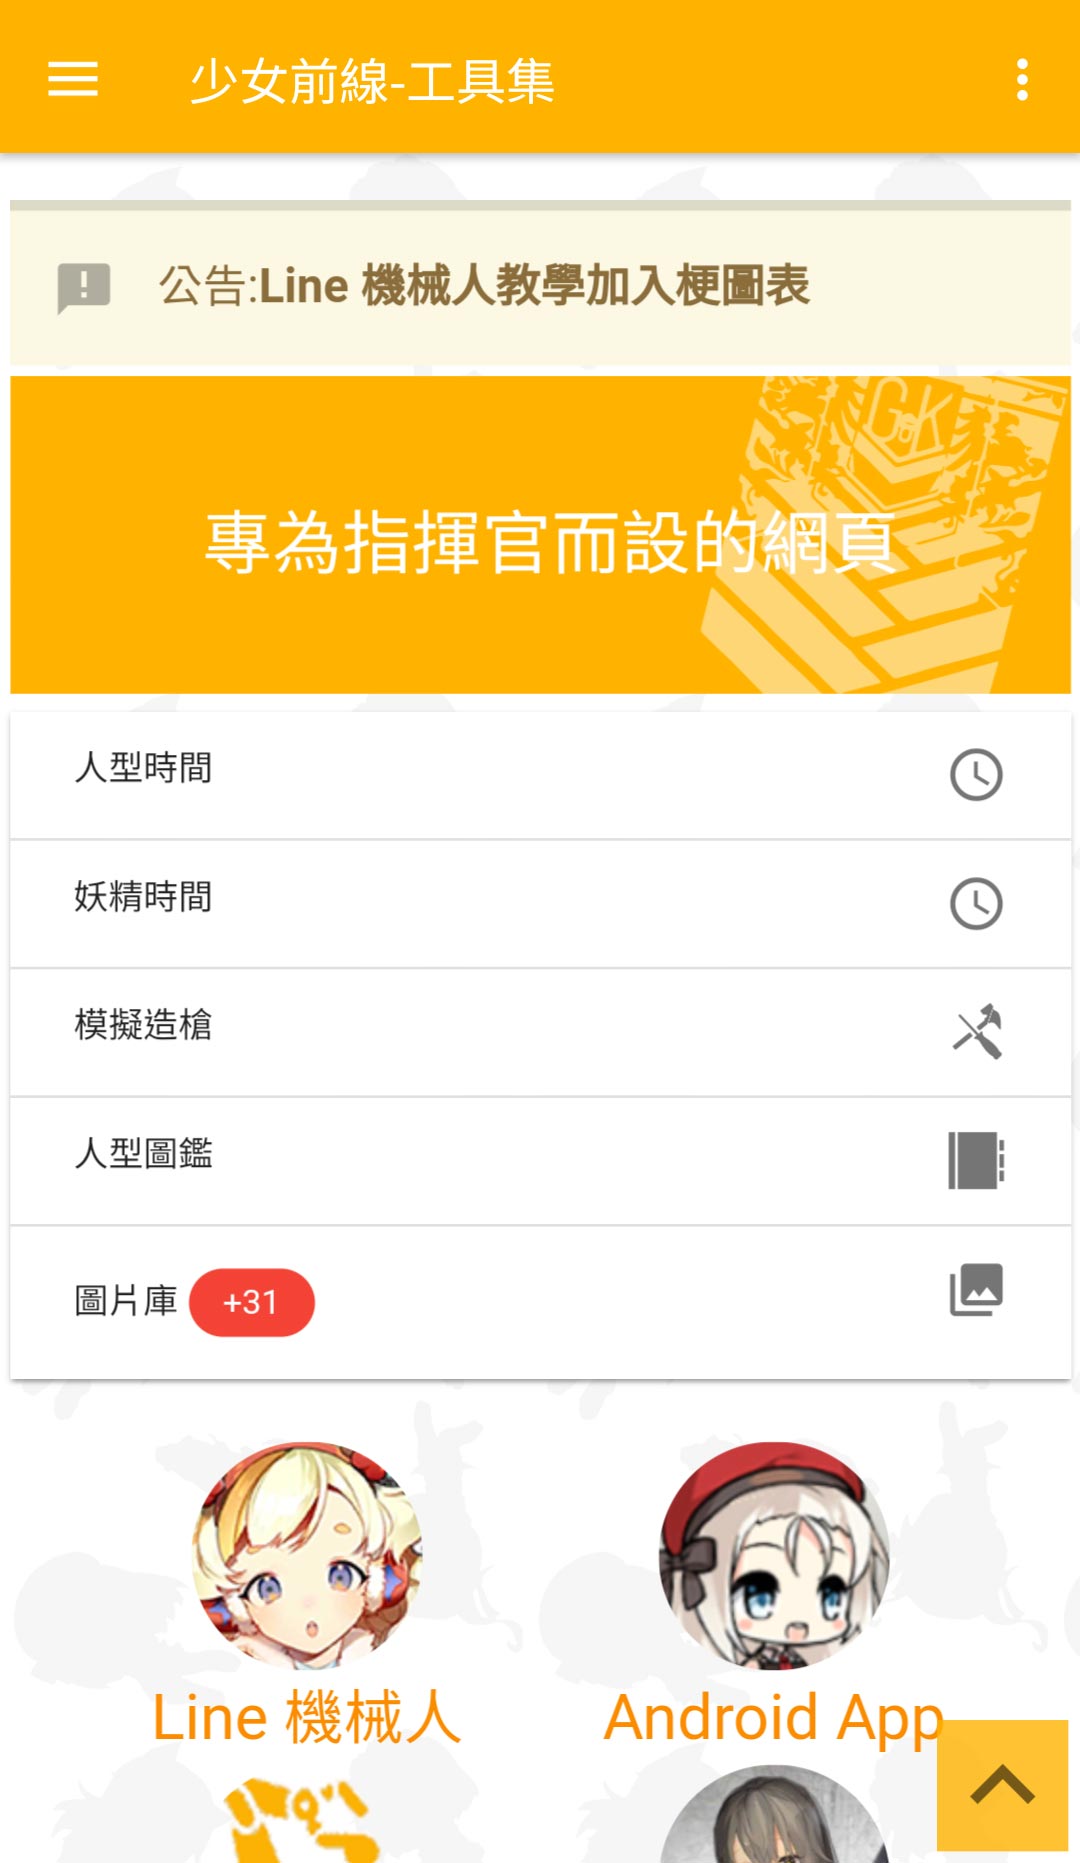 少女前線-工具集
公告:Line 機械人教學加入梗圖表
G&K
專為指揮官而設的網頁
人型時間
妖精時間
模擬造槍
人型圖鑑
圖片庫 +31
Line 機械人
Android App